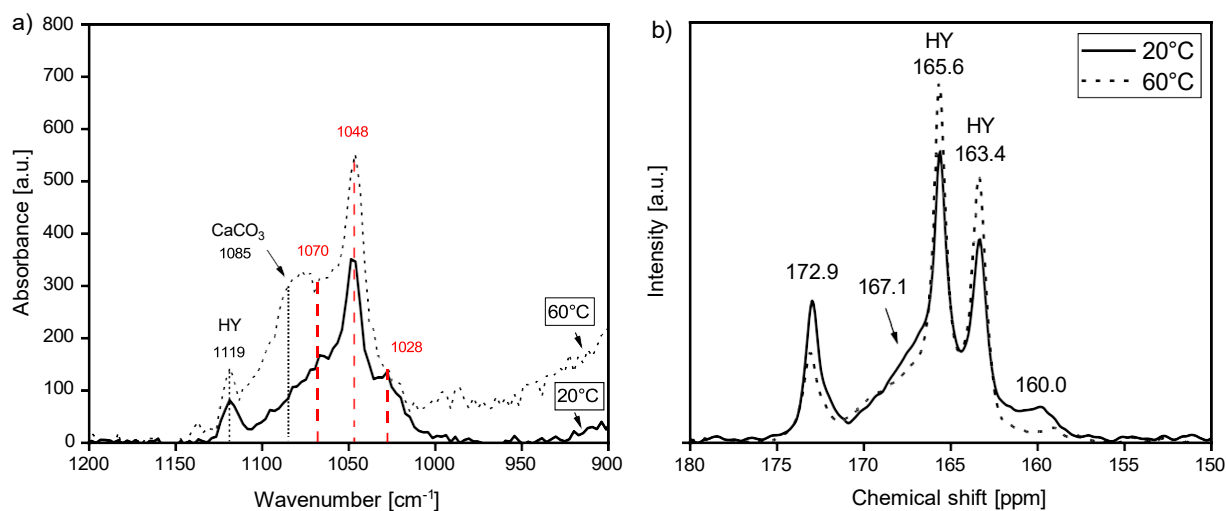 a)
800
700
600
500
400
300
200
100
0
Absorbance [a.u.]
1048
CaCO3
1085
1070
HY
1119
1028
60°C
20°C
1200
1150
1100
1050
1000
950
900
Wavenumber [cm-1]
b)
HY
165.6
HY
163.4
20°C
60°C
172.9
167.1
160.0
Intensity [a.u.]
180
175
170
165
160
155
150
Chemical shift [ppm]